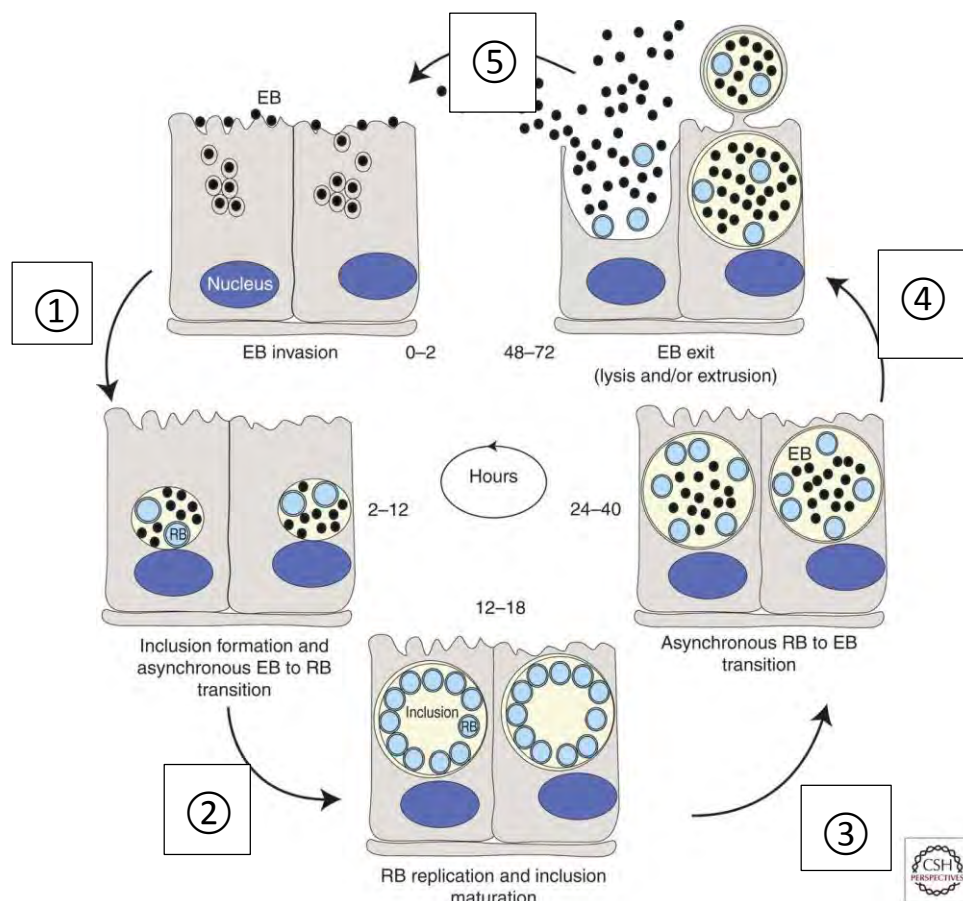 ⑤
EB
①
Nucleus
④
EB invasion
0–2
48–72
EB exit
(lysis and/or extrusion)
Hours
EB
RB
2–12
24–40
12–18
Inclusion formation and
asynchronous EB to RB
transition
Asynchronous RB to EB
transition
Inclusion
RB
②
③
RB replication and inclusion
maturation
CSH
PERSPECTIVES